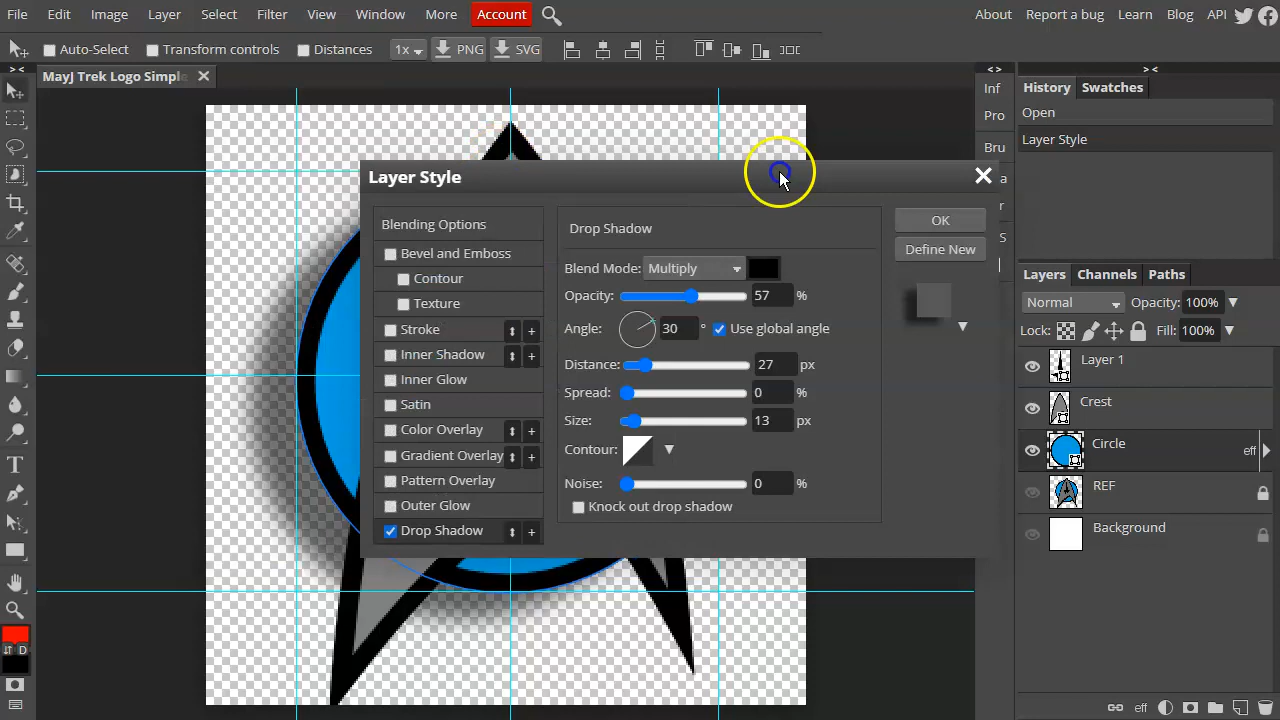 File Edit Image Layer Select Filter View Window More Account About Report a bug Learn Blog API
Auto-Select Transform controls Distances 1x PNG SVG
> < MayJ Trek Logo Simple
< > > <
Inf
Pro
Bru
a
r
S
History Swatches
Open
Layer Style
Layer Style
Blending Options
Bevel and Emboss
Contour
Texture
Stroke +
Inner Shadow +
Inner Glow
Satin
Color Overlay +
Gradient Overlay +
Pattern Overlay
Outer Glow
Drop Shadow +
Drop Shadow
Blend Mode: Multiply
Opacity: 57 %
Angle: 30 ° Use global angle
Distance: 27 px
Spread: 0 %
Size: 13 px
Contour:
Noise: 0 %
Knock out drop shadow
OK
Define New
Layers Channels Paths
Normal Opacity: 100%
Lock: Fill: 100%
Layer 1
Crest
Circle eff
REF
Background
eff
T
D